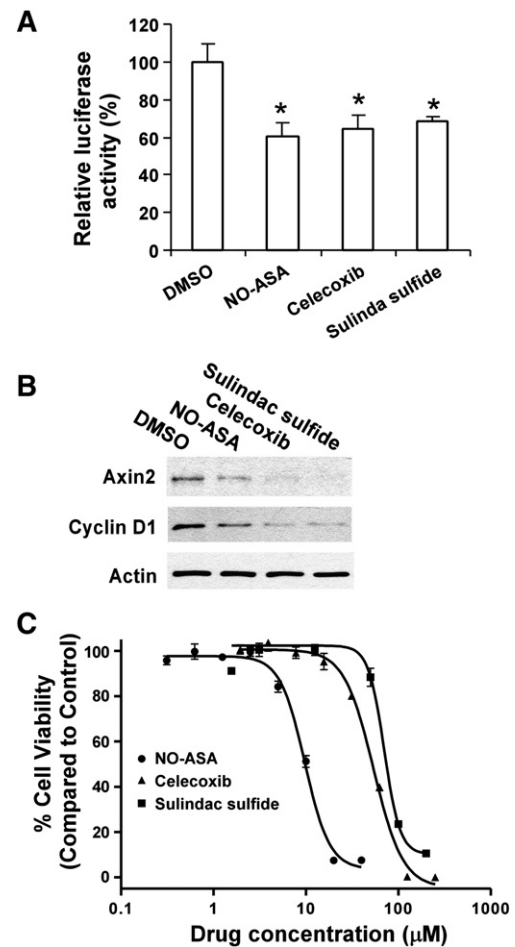 A
Relative luciferase
activity (%)
120
100
80
60
40
20
0
*
*
*
DMSO
NO-ASA
Celecoxib
Sulinda sulfide
B
DMSO
NO-ASA
Celecoxib
Sulindac sulfide
Axin2
Cyclin D1
Actin
C
% Cell Viability
(Compared to Control)
100
80
60
40
20
0
NO-ASA
Celecoxib
Sulindac sulfide
0.1
1
10
100
1000
Drug concentration (μM)